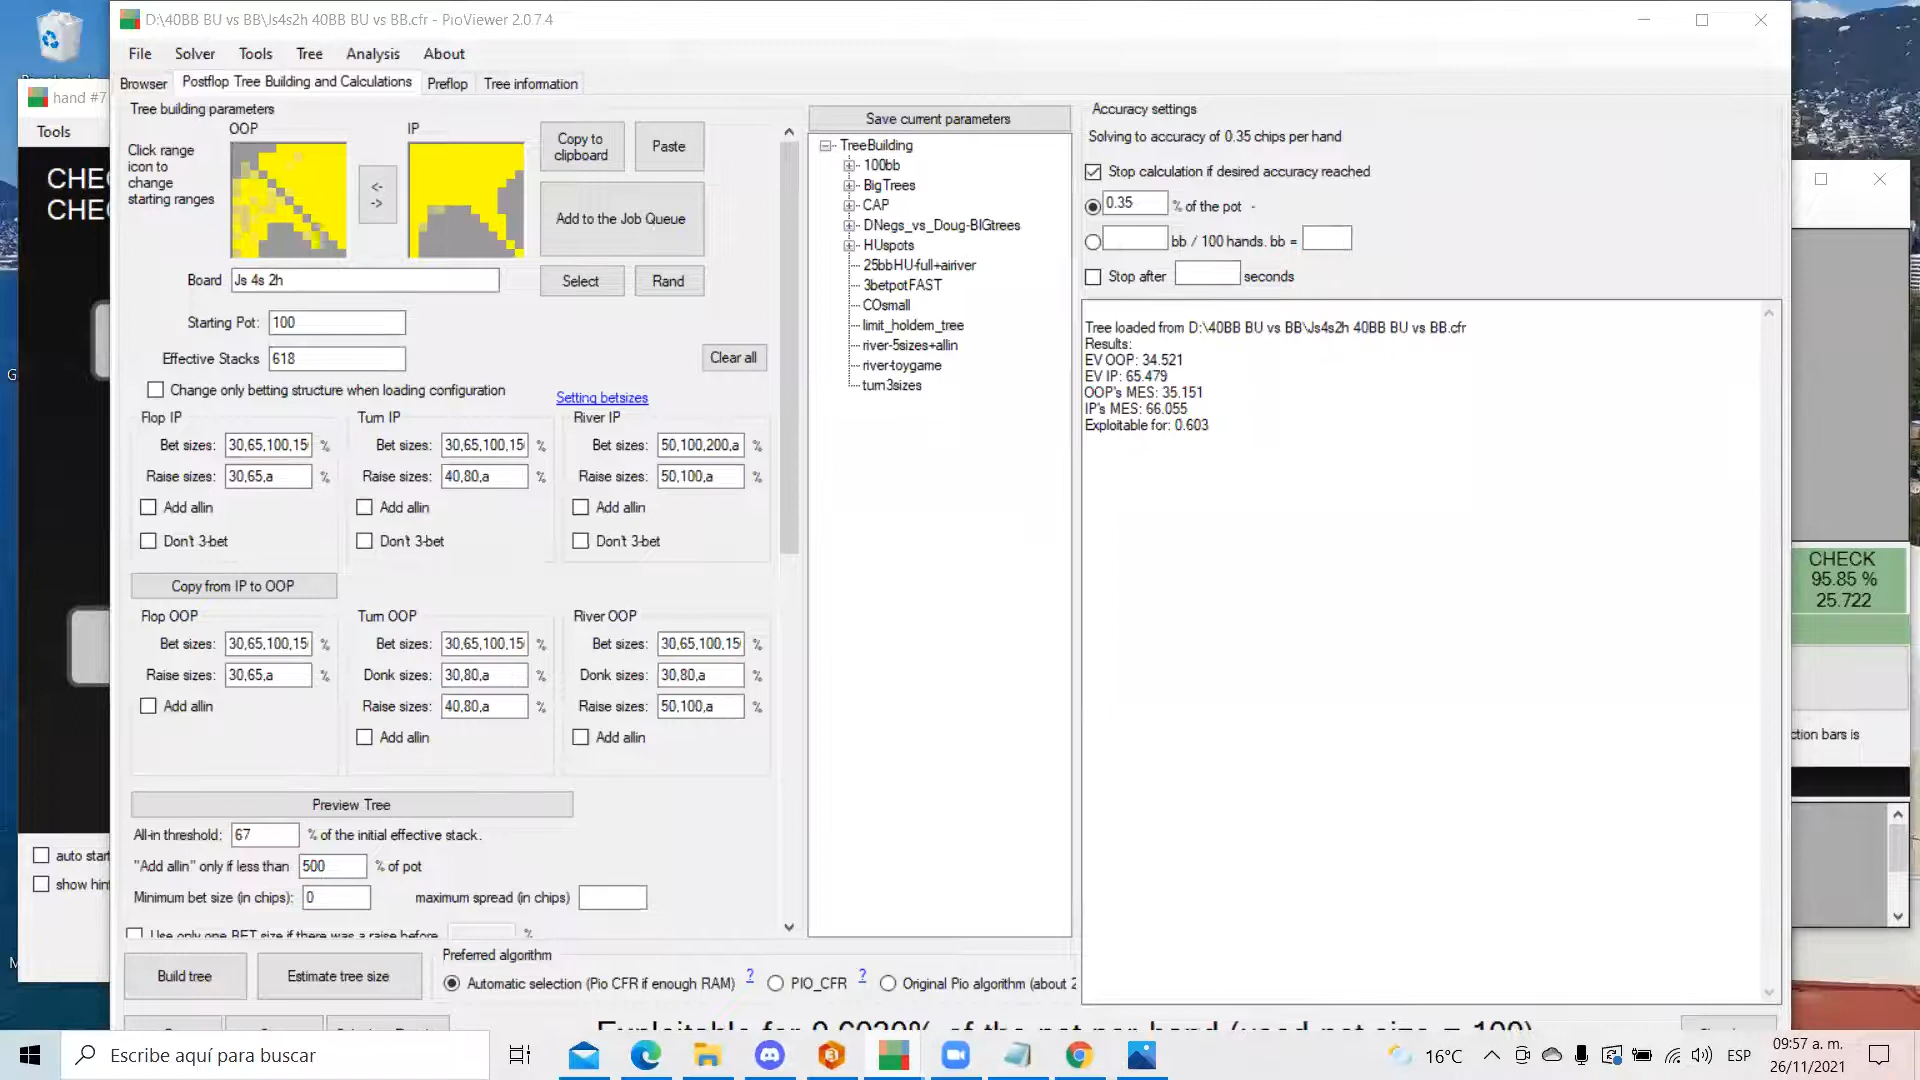 D:\40BB BU vs BB\Js4s2h 40BB BU vs BB.cfr - PioViewer 2.0.7.4
File Solver Tools Tree Analysis About
Browser Postflop Tree Building and Calculations Preflop Tree information
hand #7
Tools
Tree building parameters
OOP IP
Click range
icon to
change
starting ranges
<-
->
Copy to
clipboard
Paste
Add to the Job Queue
Board Js 4s 2h Select Rand
Starting Pot: 100
Effective Stacks 618 Clear all
Change only betting structure when loading configuration
Setting betsizes
Flop IP Turn IP River IP
Bet sizes: 30,65,100,15 % Bet sizes: 30,65,100,15 % Bet sizes: 50,100,200,a %
Raise sizes: 30,65,a % Raise sizes: 40,80,a % Raise sizes: 50,100,a %
Add allin Add allin Add allin
Don't 3-bet Don't 3-bet Don't 3-bet
Copy from IP to OOP
Flop OOP Turn OOP River OOP
Bet sizes: 30,65,100,15 % Bet sizes: 30,65,100,15 % Bet sizes: 30,65,100,15 %
Raise sizes: 30,65,a % Donk sizes: 30,80,a % Donk sizes: 30,80,a %
Add allin Raise sizes: 40,80,a % Raise sizes: 50,100,a %
Add allin Add allin
Preview Tree
All-in threshold: 67 % of the initial effective stack.
"Add allin" only if less than 500 % of pot
Minimum bet size (in chips): 0 maximum spread (in chips)
Use only one BET size if there was a raise before %
Build tree Estimate tree size
Preferred algorithm
Automatic selection (Pio CFR if enough RAM) ? PIO_CFR ? Original Pio algorithm (about 2
Save current parameters
TreeBuilding
100bb
BigTrees
CAP
DNegs_vs_Doug-BIGtrees
HUspots
25bbHU-full+airiver
3betpotFAST
COsmall
limit_holdem_tree
river-5sizes+allin
river-toygame
turn3sizes
Accuracy settings
Solving to accuracy of 0.35 chips per hand
Stop calculation if desired accuracy reached
0.35 % of the pot -
bb / 100 hands. bb =
Stop after seconds
Tree loaded from D:\40BB BU vs BB\Js4s2h 40BB BU vs BB.cfr
Results:
EV OOP: 34.521
EV IP: 65.479
OOP's MES: 35.151
IP's MES: 66.055
Exploitable for: 0.603
CHECK
95.85 %
25.722
ction bars is
auto start
show hin
Escribe aquí para buscar
16°C
ESP
09:57 a. m.
26/11/2021